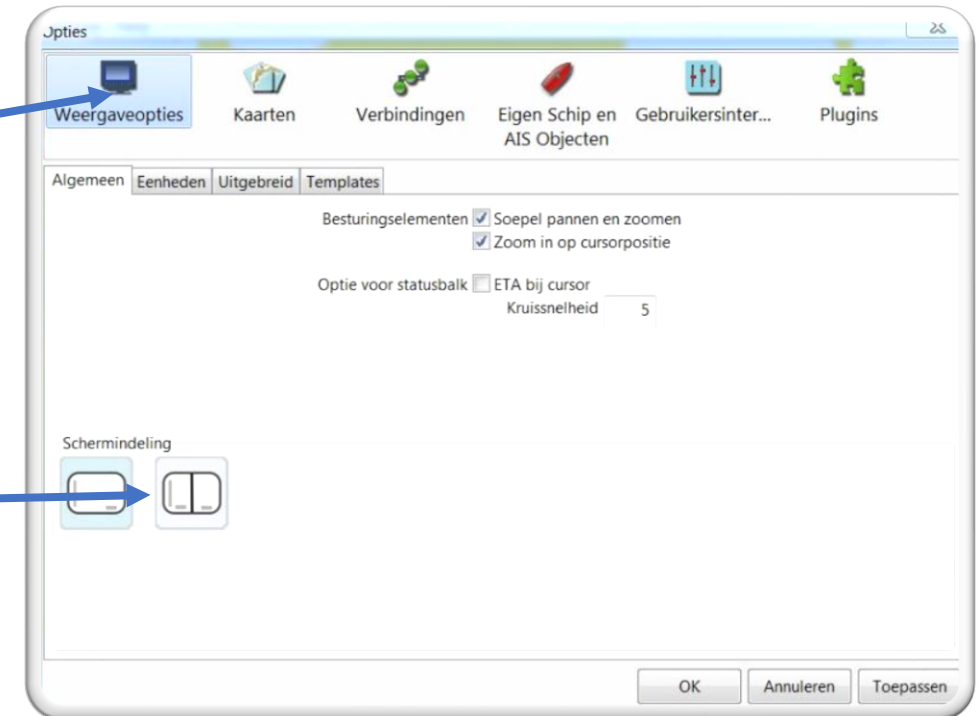 Opties
Weergaveopties
Kaarten
Verbindingen
Eigen Schip en
AIS Objecten
Gebruikersinter...
Plugins
Algemeen Eenheden Uitgebreid Templates
Besturingselementen Soepel pannen en zoomen
Zoom in op cursorpositie
Optie voor statusbalk ETA bij cursor
Kruissnelheid 5
Schermindeling
OK Annuleren Toepassen